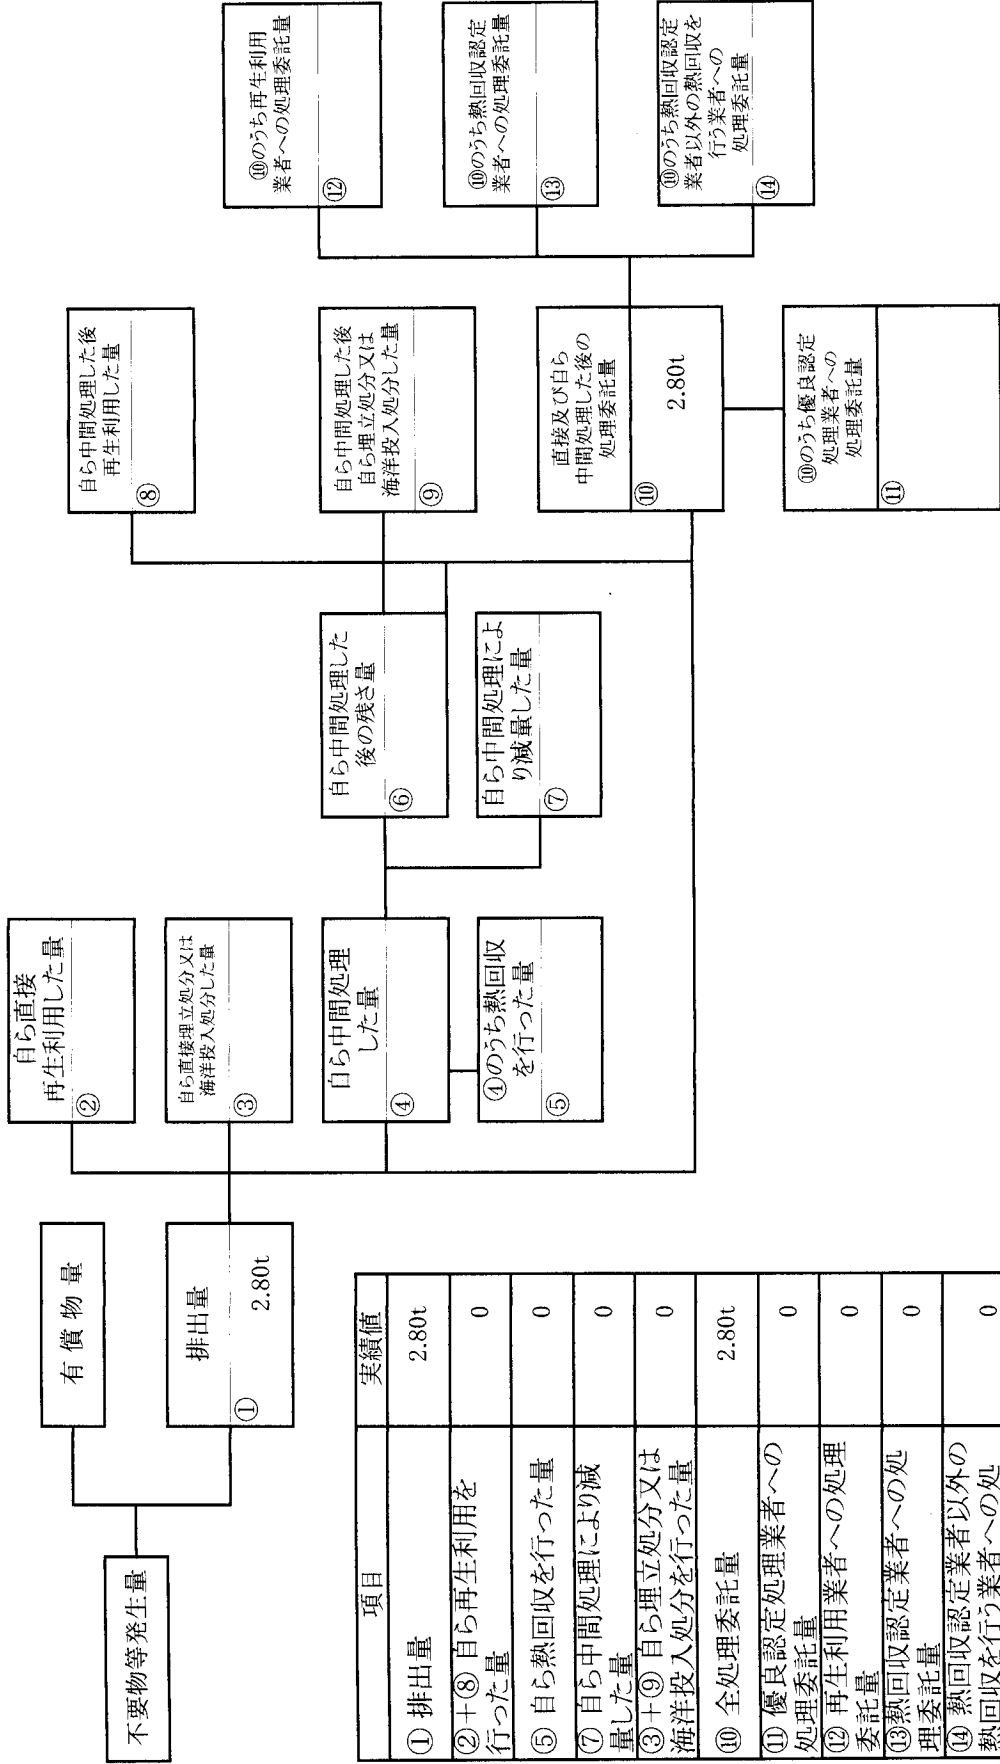 不要物等発生量
有償物量
排出量
①
2.80t
自ら直接
再生利用した量
②
自ら直接埋立処分又は
海洋投入処分した量
③
自ら中間処理
した量
④
④のうち熱回収
を行った量
⑤
自ら中間処理した
後の残さ量
⑥
自ら中間処理によ
り減量した量
⑦
自ら中間処理した後
再生利用した量
⑧
自ら中間処理した後
自ら埋立処分又は
海洋投入処分した量
⑨
直接及び自ら
中間処理した後の
処理委託量
⑩
2.80t
⑩のうち優良認定
処理業者への
処理委託量
⑪
⑩のうち再生利用
業者への処理委託量
⑫
⑩のうち熱回収認定
業者への処理委託量
⑬
⑩のうち熱回収認定
業者以外の熱回収を
行う業者への
処理委託量
⑭
項目 実績値
①排出量 2.80t
②+⑧ 自ら再生利用を
行った量 0
⑤ 自ら熱回収を行った量 0
⑦ 自ら中間処理により減
量した量 0
③+⑨ 自ら埋立処分又は
海洋投入処分を行った量 0
⑩ 全処理委託量 2.80t
⑪ 優良認定処理業者への
処理委託量 0
⑫ 再生利用業者への処理
委託量 0
⑬熱回収認定業者への処
理委託量 0
⑭ 熱回収認定業者以外の
熱回収を行う業者への処 0